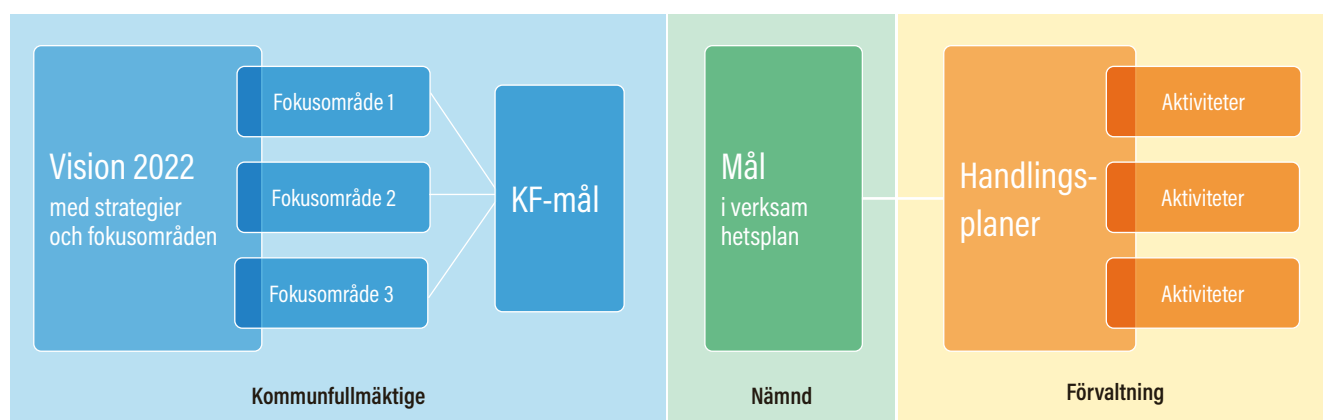 Vision 2022
med strategier
och fokusområden
Fokusområde 1
Fokusområde 2
Fokusområde 3
KF-mål
Kommunfullmäktige
Mål
i verksam
hetsplan
Nämnd
Handlings-
planer
Aktiviteter
Aktiviteter
Aktiviteter
Förvaltning